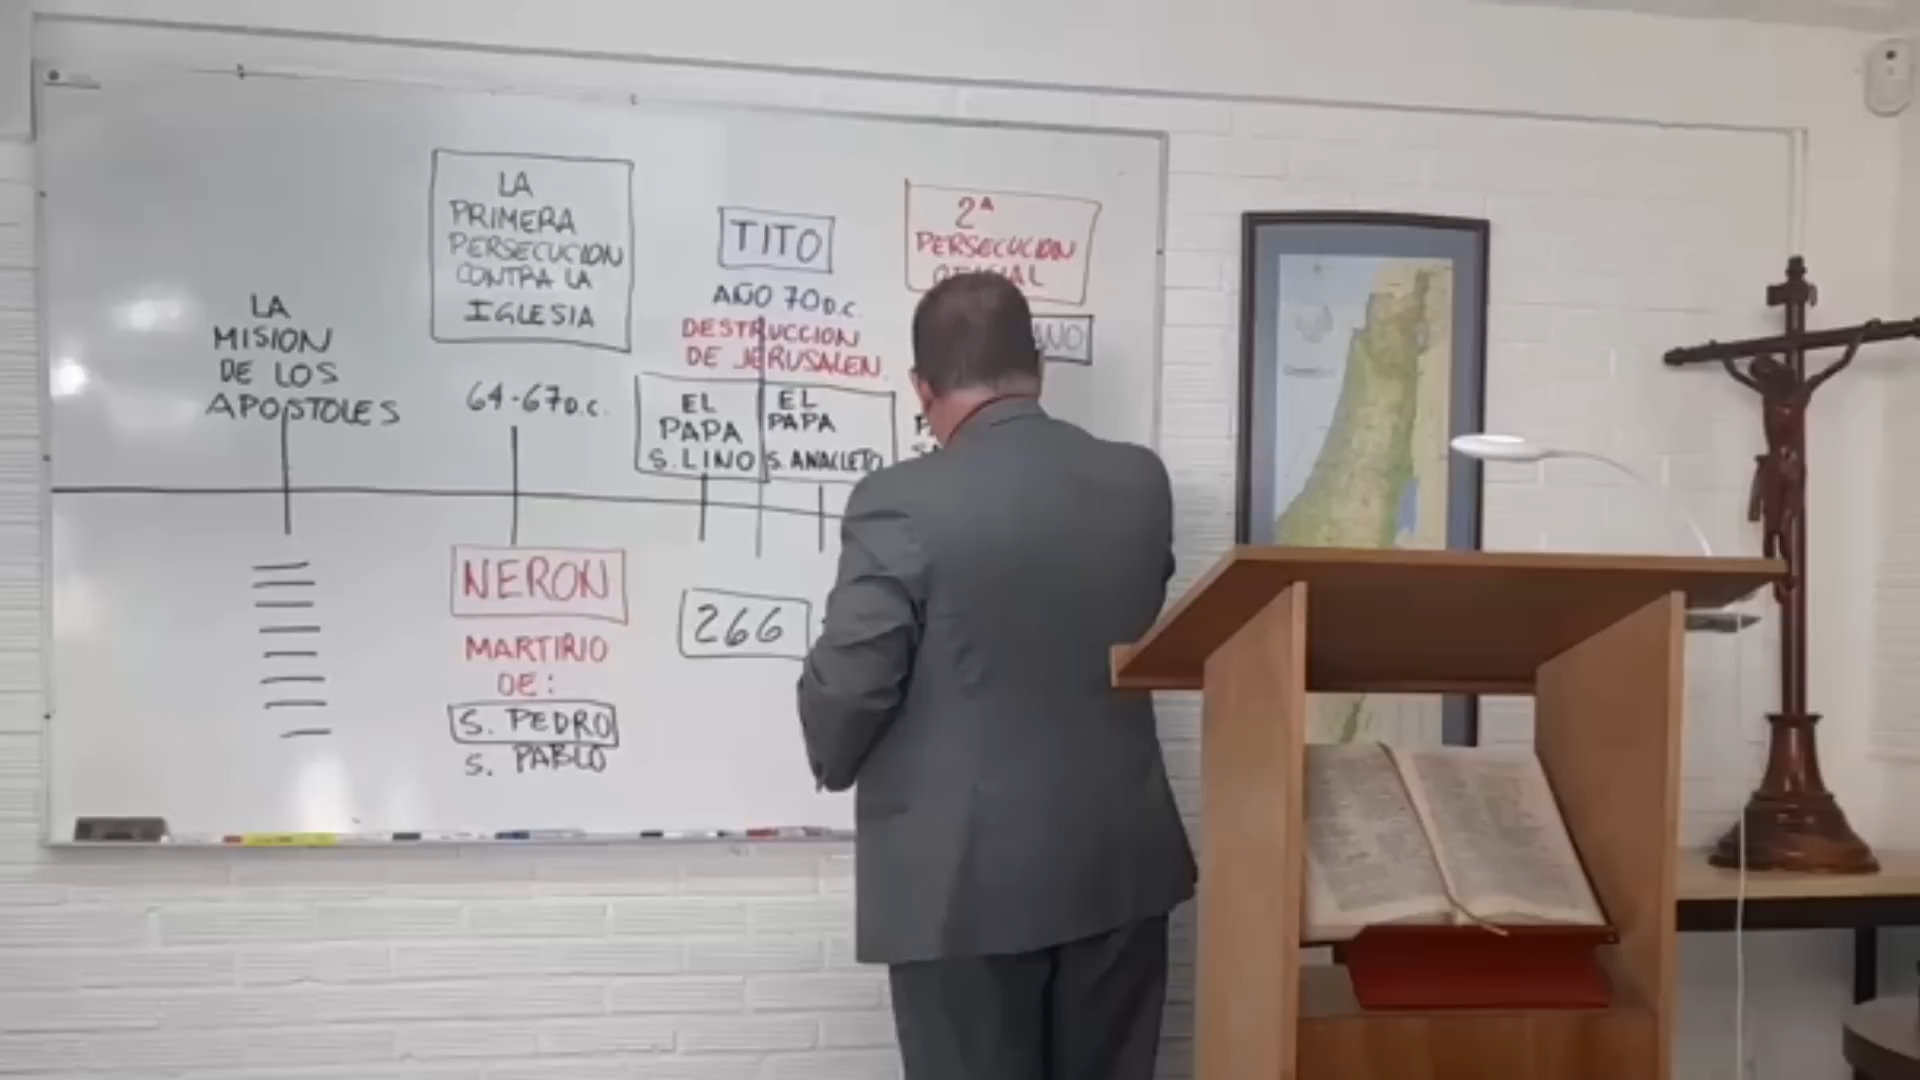 LA
MISION
DE LOS
APOSTOLES
LA
PRIMERA
PERSECUCION
CONTRA LA
IGLESIA
64-67 D.C.
NERON
MARTIRIO
DE:
S. PEDRO
S. PABLO
TITO
AÑO 70 D.C.
DESTRUCCION
DE JERUSALEN
EL
PAPA
S. LINO
EL
PAPA
S. ANACLETO
266
2ª
PERSECUCION